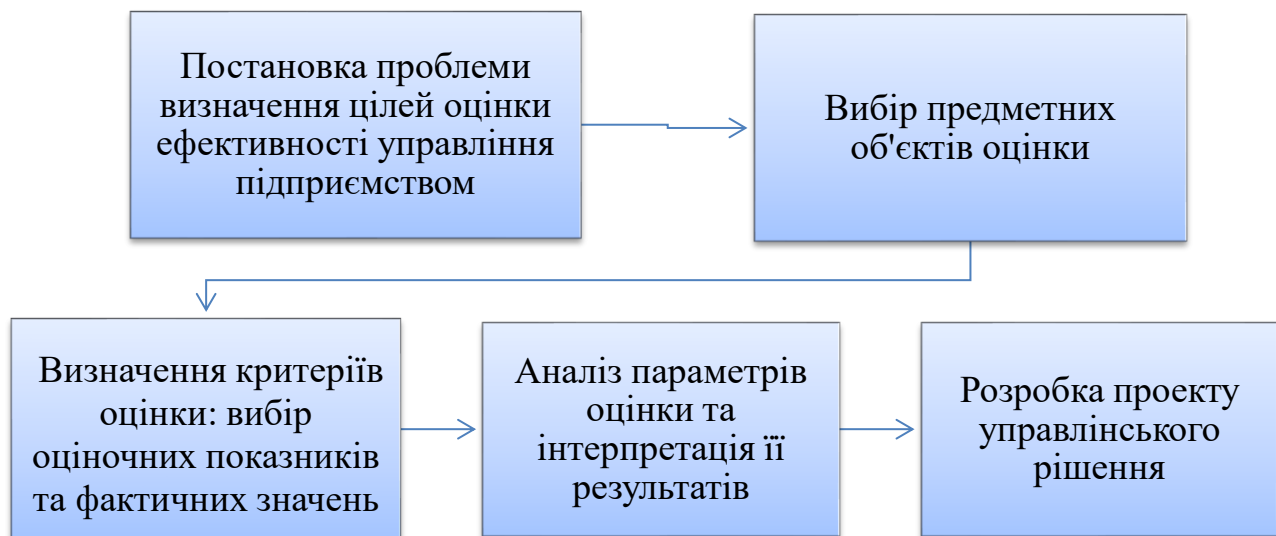 Постановка проблеми
визначення цілей оцінки
ефективності управління
підприємством
Вибір предметних
об'єктів оцінки
Визначення критеріїв
оцінки: вибір
оціночних показників
та фактичних значень
Аналіз параметрів
оцінки та
інтерпретація її
результатів
Розробка проекту
управлінського
рішення